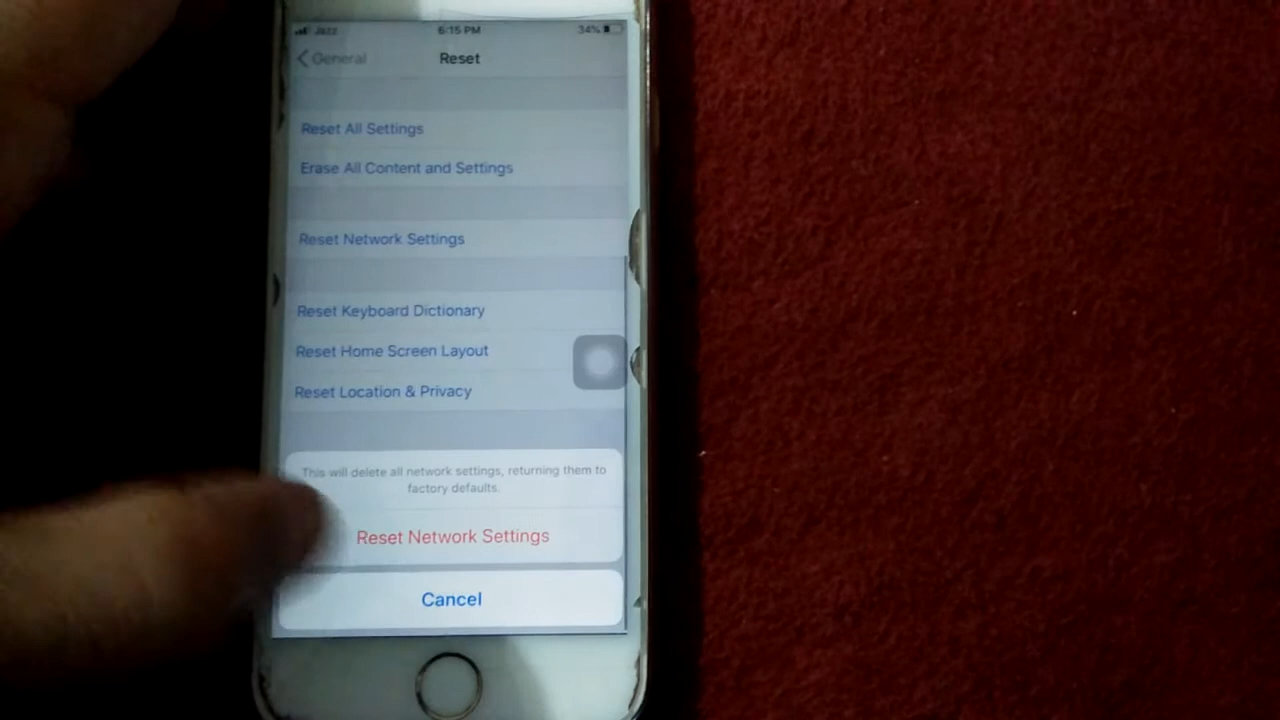 Jazz 6:15 PM 34%
General Reset
Reset All Settings
Erase All Content and Settings
Reset Network Settings
Reset Keyboard Dictionary
Reset Home Screen Layout
Reset Location & Privacy
This will delete all network settings, returning them to
factory defaults.
Reset Network Settings
Cancel